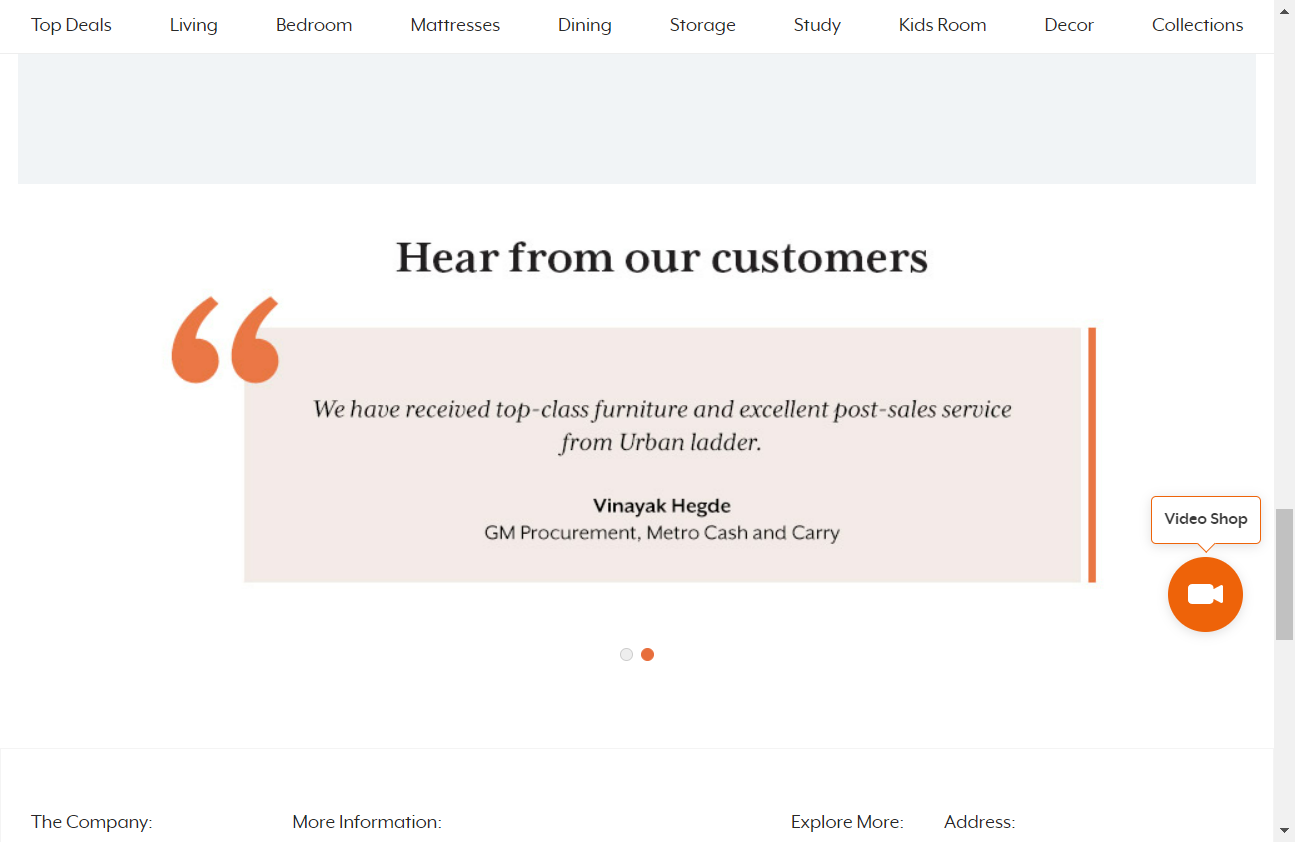 Top Deals Living Bedroom Mattresses Dining Storage Study Kids Room Decor Collections
Hear from our customers
We have received top-class furniture and excellent post-sales service
from Urban ladder.
Vinayak Hegde
GM Procurement, Metro Cash and Carry
Video Shop
The Company: More Information: Explore More: Address: